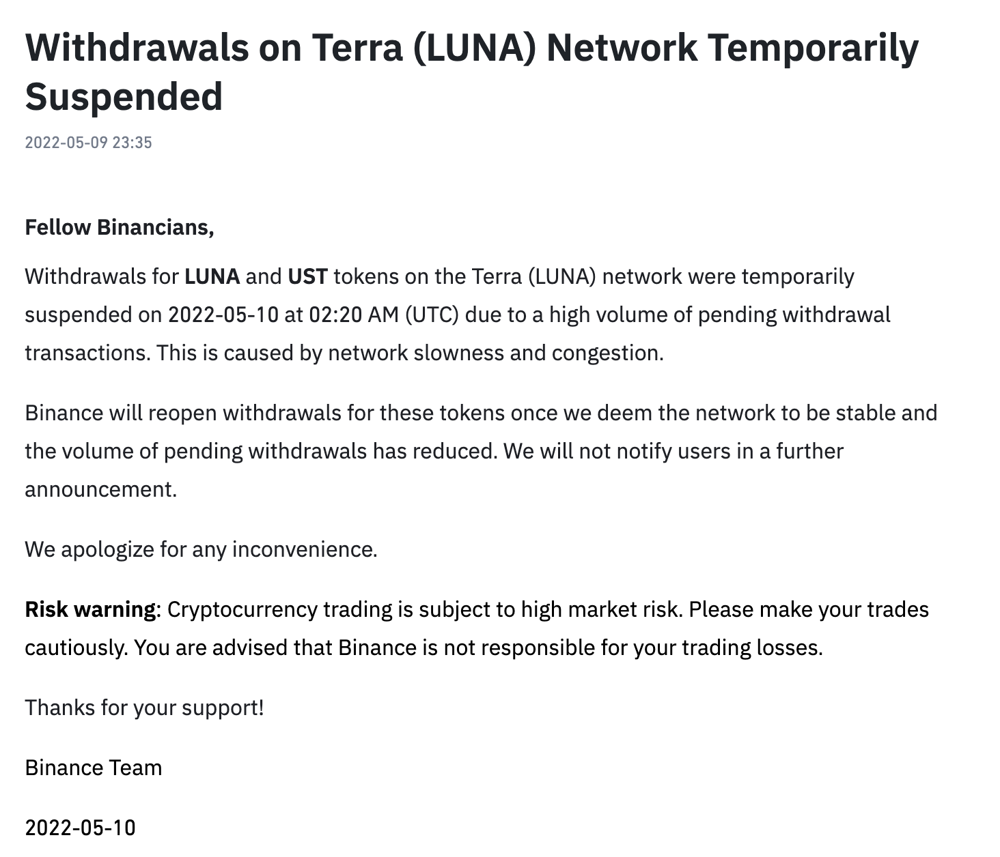 Withdrawals on Terra (LUNA) Network Temporarily
Suspended
2022-05-09 23:35
Fellow Binancians,
Withdrawals for LUNA and UST tokens on the Terra (LUNA) network were temporarily
suspended on 2022-05-10 at 02:20 AM (UTC) due to a high volume of pending withdrawal
transactions. This is caused by network slowness and congestion.
Binance will reopen withdrawals for these tokens once we deem the network to be stable and
the volume of pending withdrawals has reduced. We will not notify users in a further
announcement.
We apologize for any inconvenience.
Risk warning: Cryptocurrency trading is subject to high market risk. Please make your trades
cautiously. You are advised that Binance is not responsible for your trading losses.
Thanks for your support!
Binance Team
2022-05-10